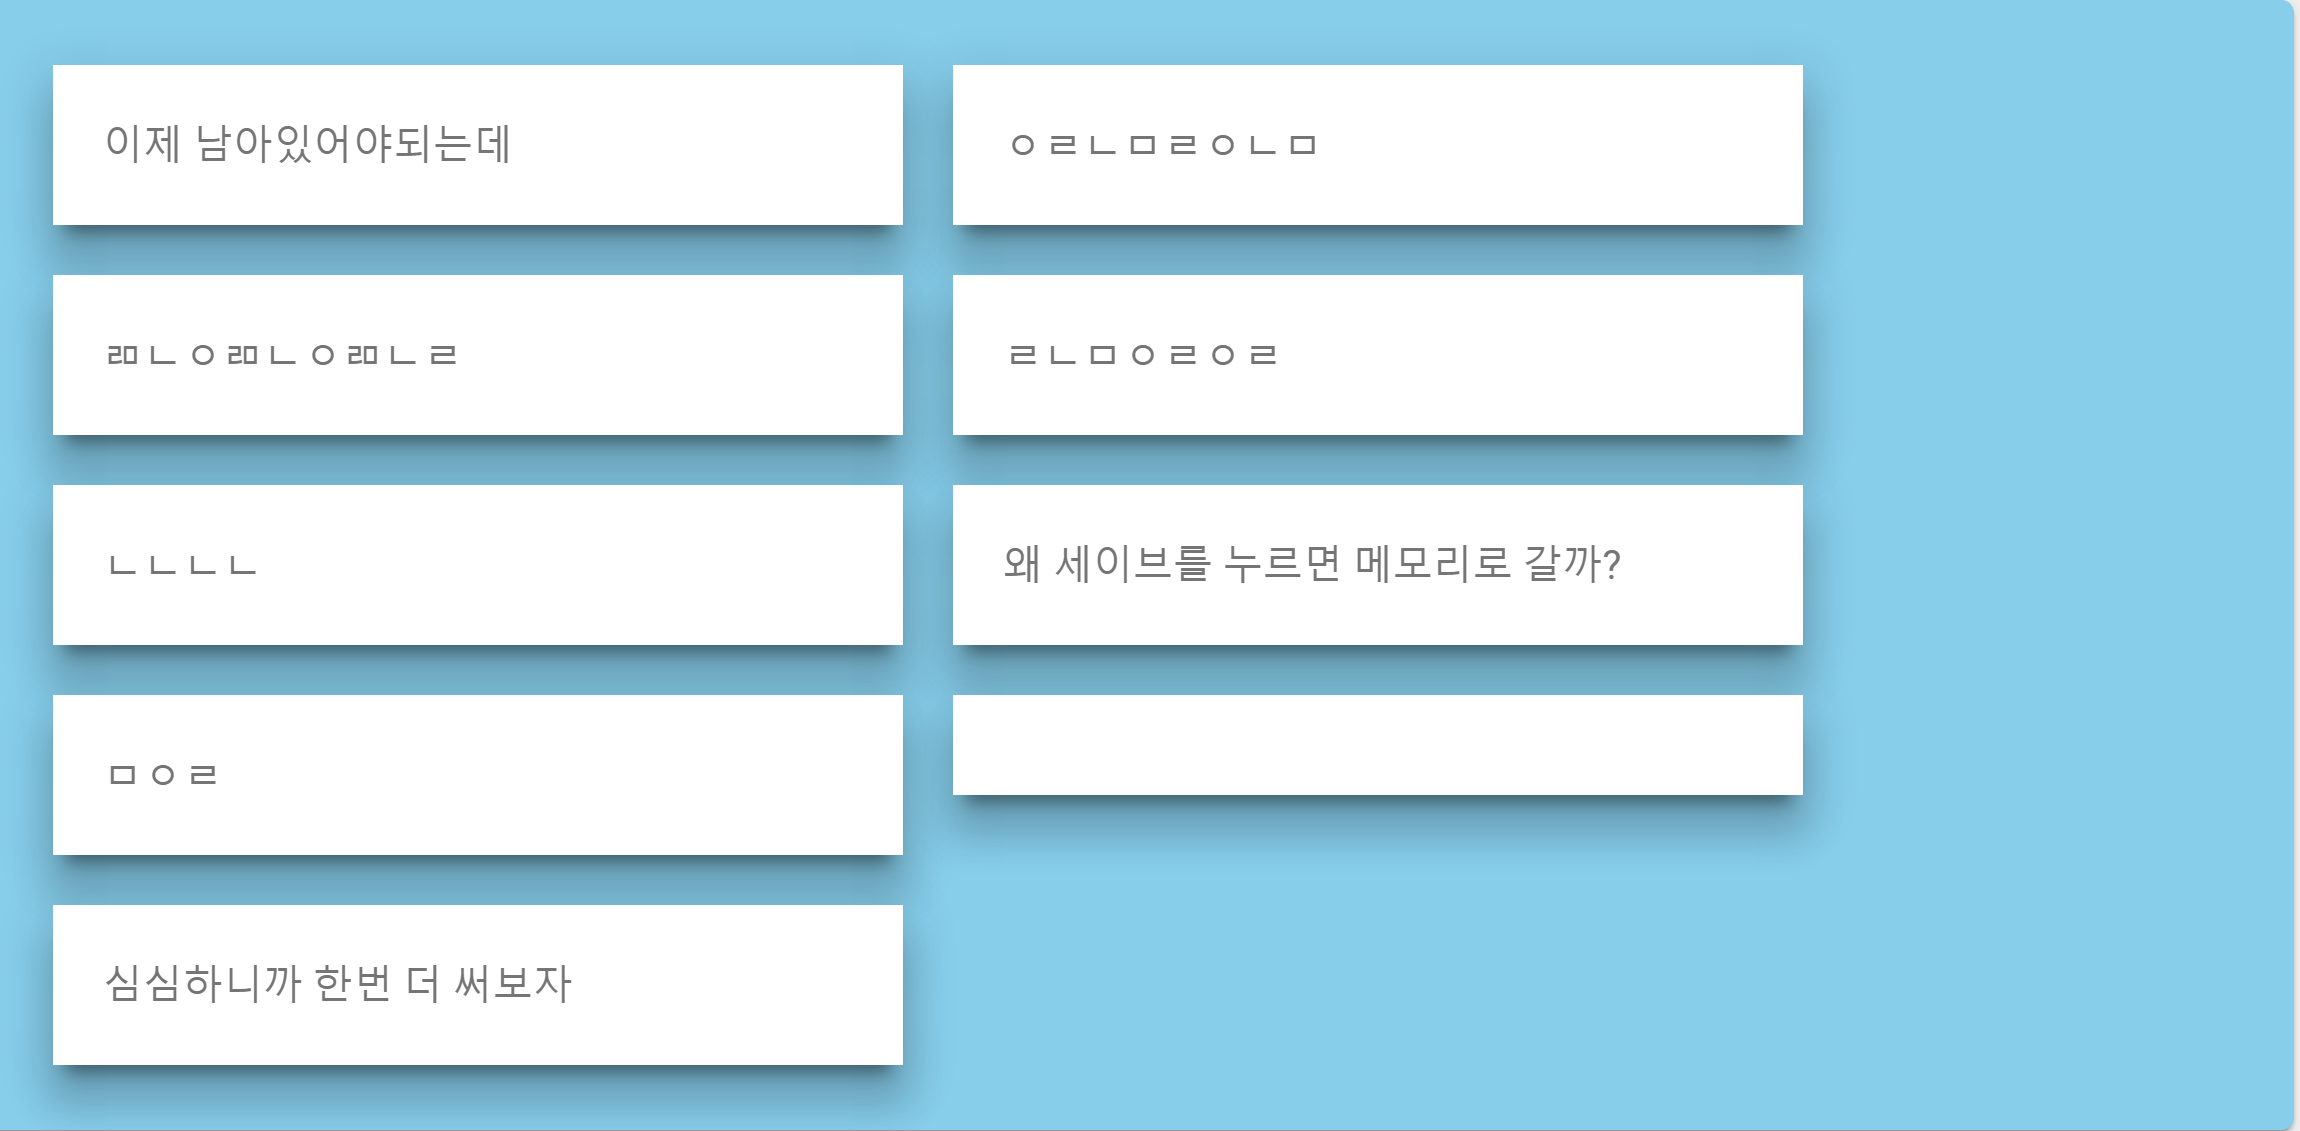 이제 남아있어야되는데
ㅇㄹㄴㅁㄹㅇㄴㅁ
ㄻㄴㅇㄻㄴㅇㄻㄴㄹ
ㄹㄴㅁㅇㄹㅇㄹ
ㄴㄴㄴㄴ
왜 세이브를 누르면 메모리로 갈까?
ㅁㅇㄹ
심심하니까 한번 더 써보자